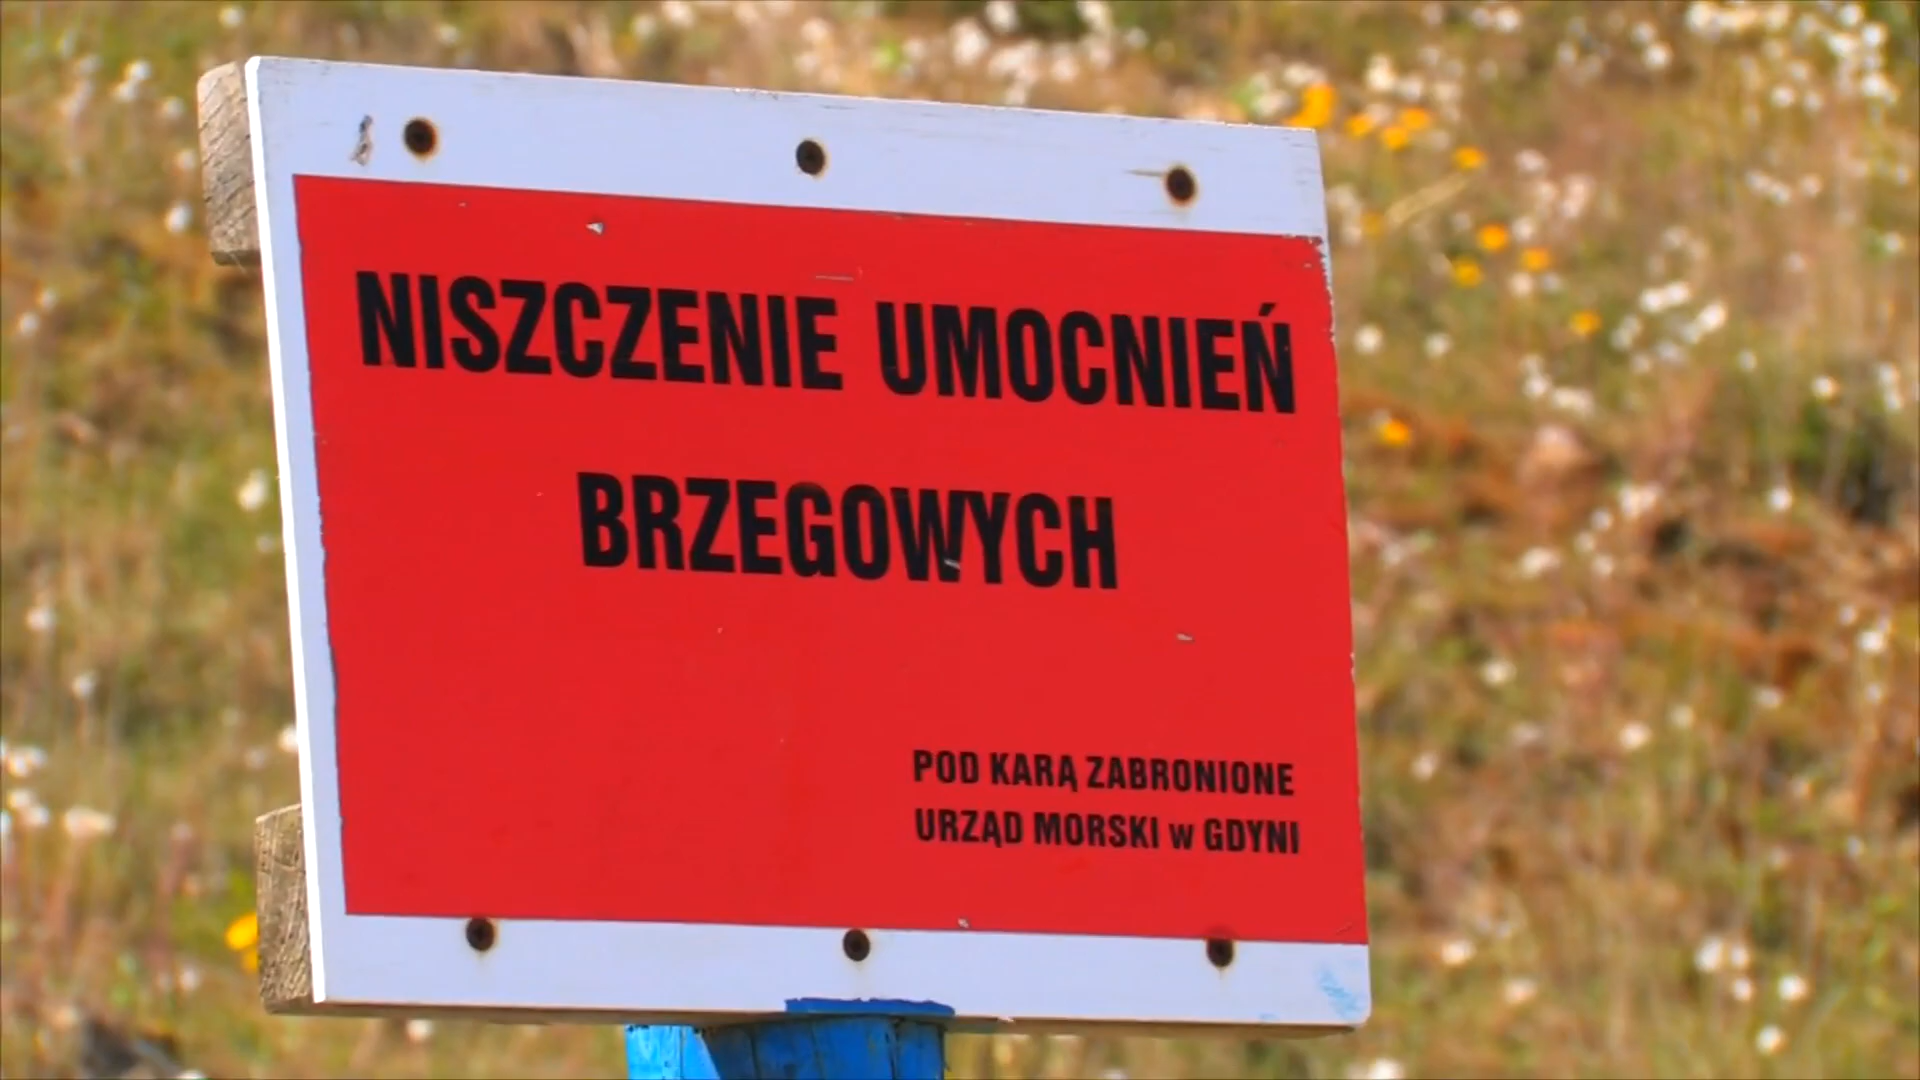 NISZCZENIE UMOCNIEŃ
BRZEGOWYCH
POD KARĄ ZABRONIONE
URZĄD MORSKI w GDYNI